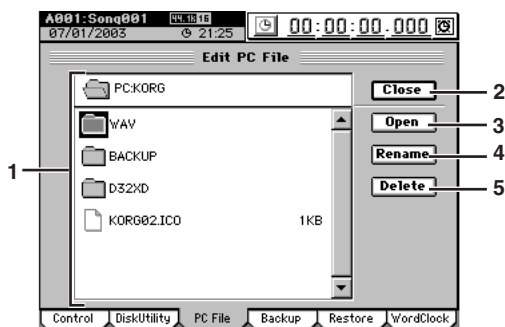 A001:Song001 44.1K 16
07/01/2003 21:25 00:00:00.000
Edit PC File
PC:KORG
Close 2
WAV
Open 3
BACKUP
Rename 4
1
D32XD
Delete 5
KORG02.ICO 1KB
Control DiskUtility PC File Backup Restore WordClock